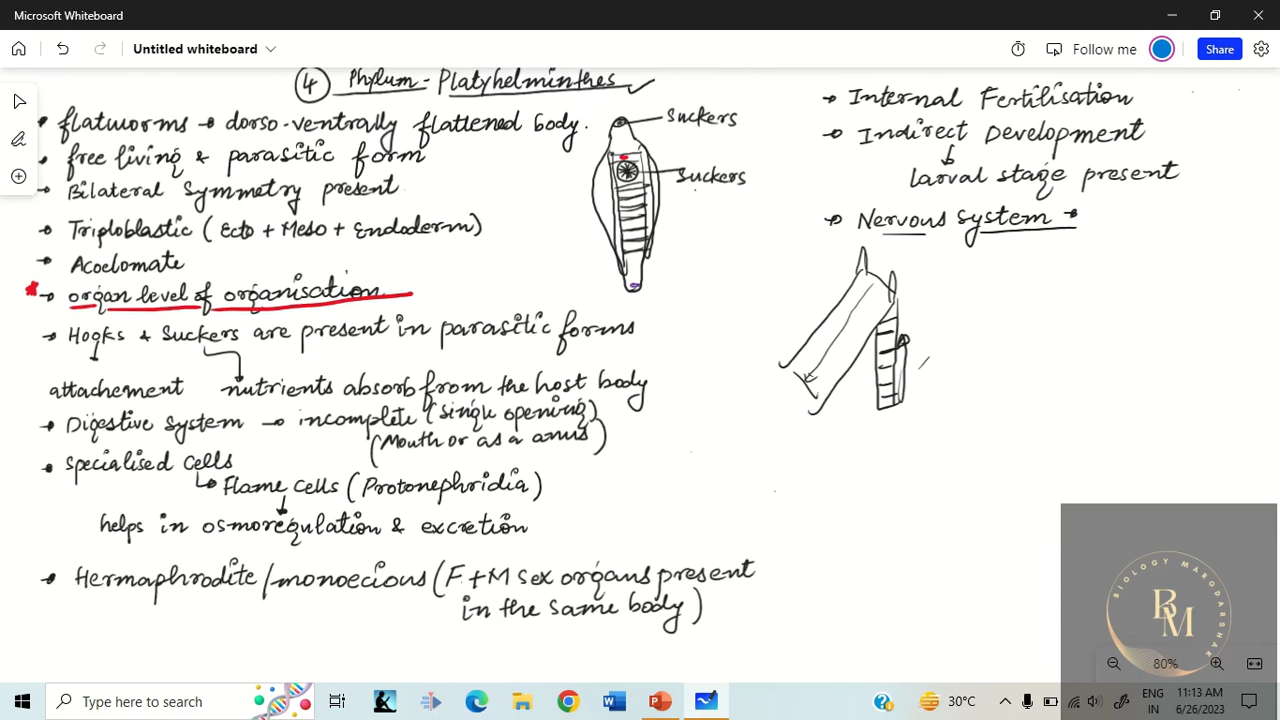 Microsoft Whiteboard
Untitled whiteboard
Follow me
Share
④ Phylum - Platyhelminthes
flatworms → dorso-ventrally flattened body.
free living & parasitic form
Bilateral Symmetry present
Triploblastic (Ecto + Meso + Endoderm)
Acoelomate
organ level of organisation
Hooks & Suckers are present in parasitic forms
attachement nutrients absorb from the host body
Digestive system → incomplete (Single opening)
(Mouth or as a anus)
Specialised cells
Flame cells (Protonephridia)
helps in osmoregulation & excretion
Hermaphrodite/monoecious (F + M sex organs present
in the same body)
Suckers
Suckers
Internal Fertilisation
Indirect Development
larval stage present
Nervous system
BIOLOGY MARGDARSHAK
BM
80%
Type here to search
30°C
ENG
IN
11:13 AM
6/26/2023